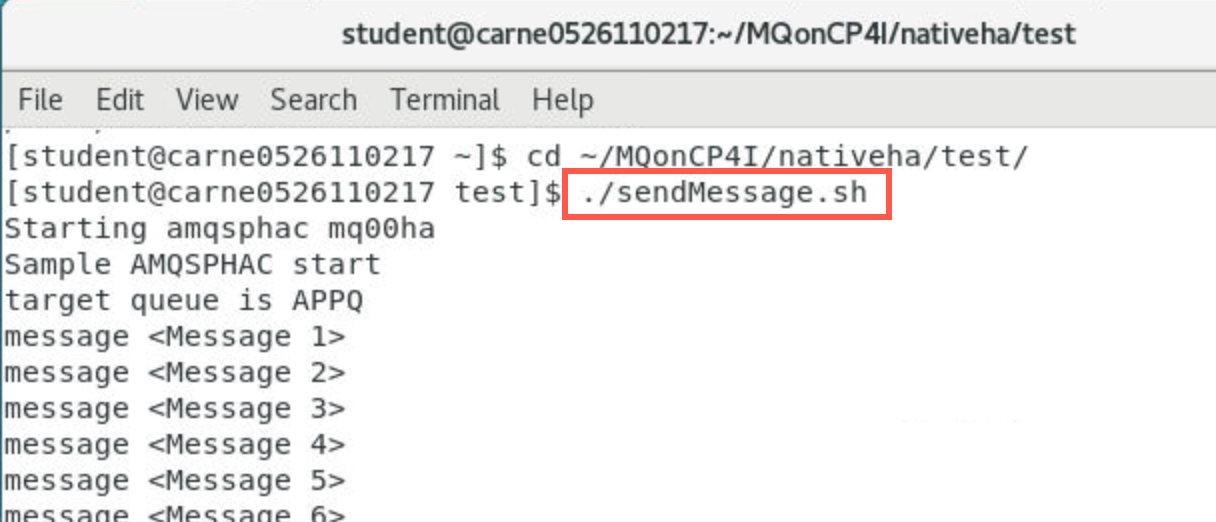 student@carne0526110217:~/MQonCP4I/nativeha/test
File Edit View Search Terminal Help
[student@carne0526110217 ~]$ cd ~/MQonCP4I/nativeha/test/
[student@carne0526110217 test]$ ./sendMessage.sh
Starting amqsphac mq00ha
Sample AMQSPHAC start
target queue is APPQ
message <Message 1>
message <Message 2>
message <Message 3>
message <Message 4>
message <Message 5>
message <Message 6>